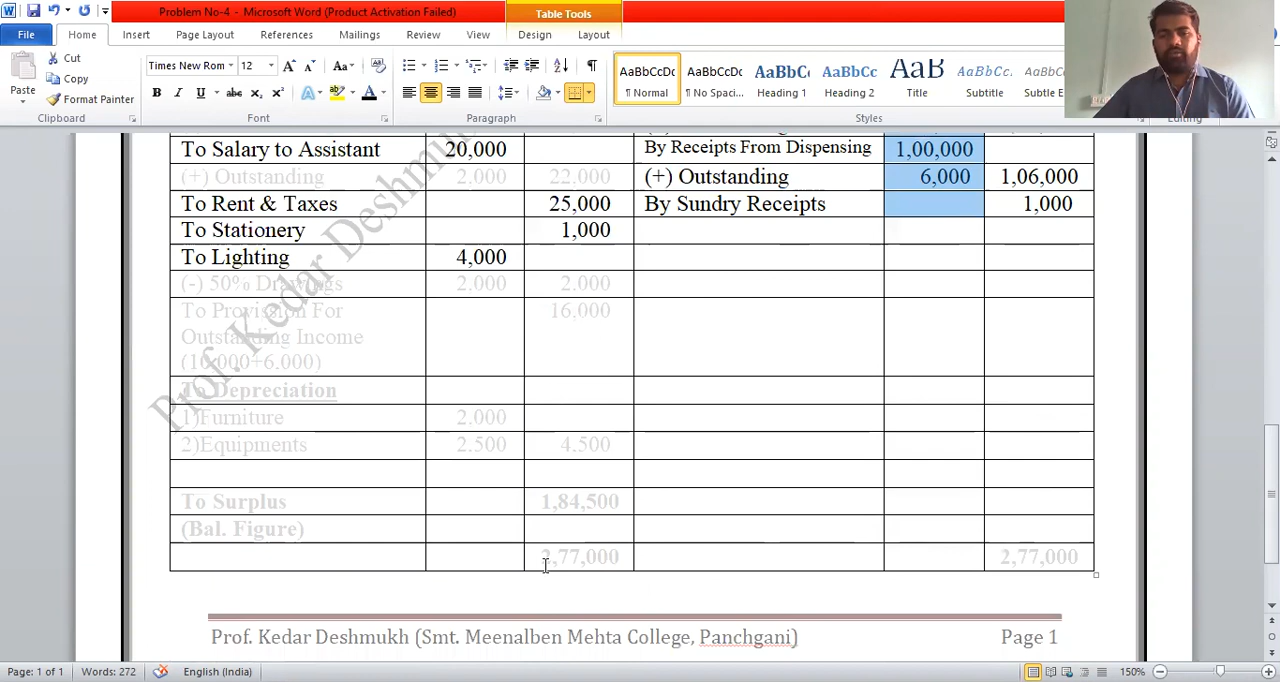 Problem No-4 - Microsoft Word (Product Activation Failed)
Table Tools
File Home Insert Page Layout References Mailings Review View Design Layout
Cut
Copy
Format Painter
Paste
Clipboard
Times New Rom 12
Font
Paragraph
AaBbCcDc AaBbCcDc AaBbC AaBbCc AaB AaBbCc. AaBbC
¶ Normal ¶ No Spaci... Heading 1 Heading 2 Title Subtitle Subtle E
Styles
Editing
To Salary to Assistant 20,000 By Receipts From Dispensing 1,00,000
(+) Outstanding 2,000 22,000 (+) Outstanding 6,000 1,06,000
To Rent & Taxes 25,000 By Sundry Receipts 1,000
To Stationery 1,000
To Lighting 4,000
(-) 50% Drawings 2,000 2,000
To Provission For 16,000
Outstanding Income
(10,000+6,000)
To Depreciation
1)Furniture 2,000
2)Equipments 2,500 4,500
To Surplus 1,84,500
(Bal. Figure)
2,77,000 2,77,000
Prof. Kedar Deshmukh
Prof. Kedar Deshmukh (Smt. Meenalben Mehta College, Panchgani) Page 1
Page: 1 of 1 Words: 272 English (India) 150%